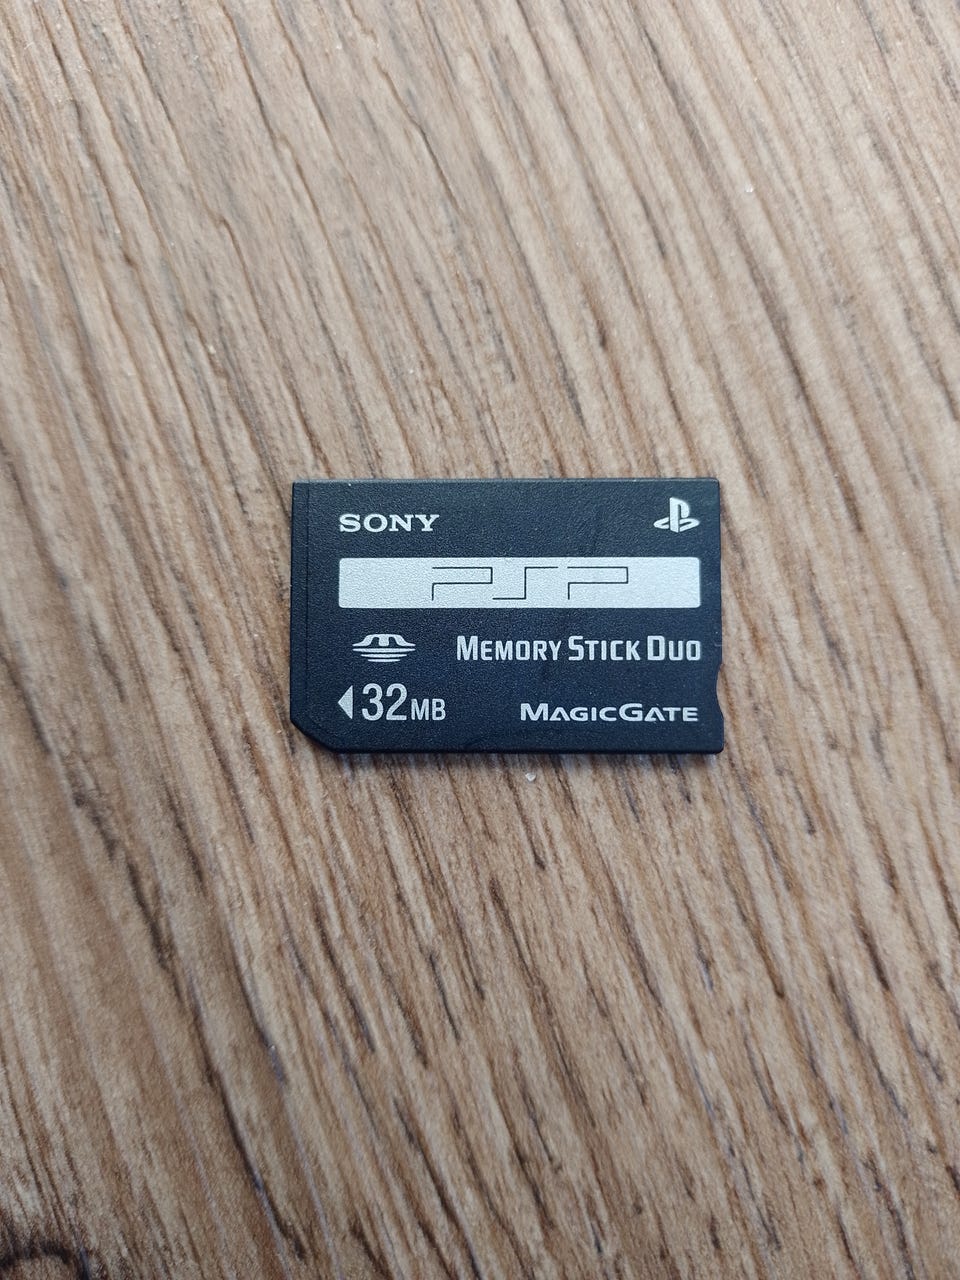 SONY
PSP
MEMORY STICK DUO
32MB
MAGICGATE